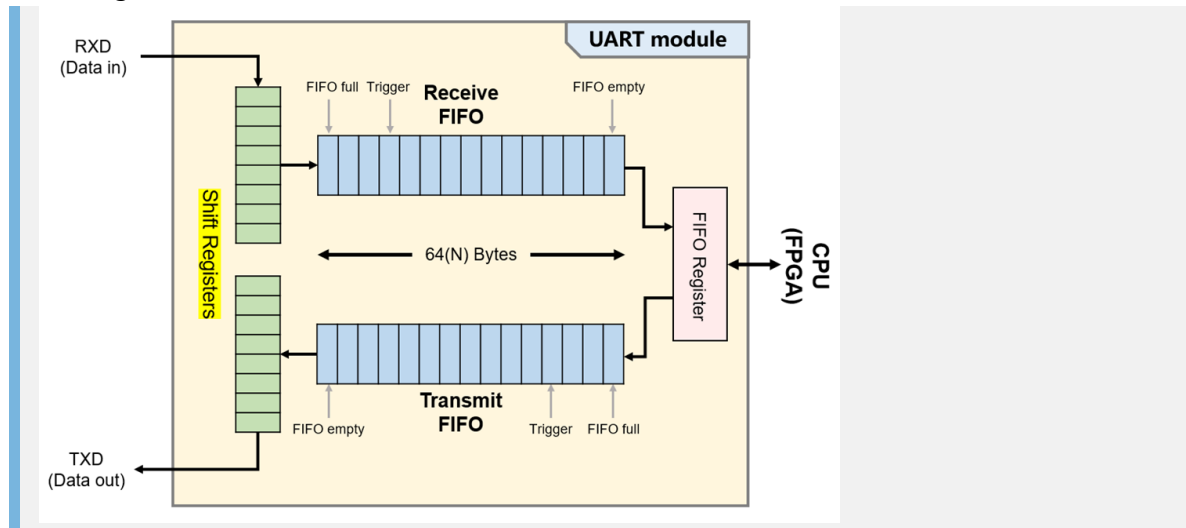 UART module
RXD
(Data in)
FIFO full
Trigger
Receive
FIFO
FIFO empty
Shift Registers
64(N) Bytes
FIFO Register
CPU
(FPGA)
Transmit
FIFO
FIFO empty
Trigger
FIFO full
TXD
(Data out)